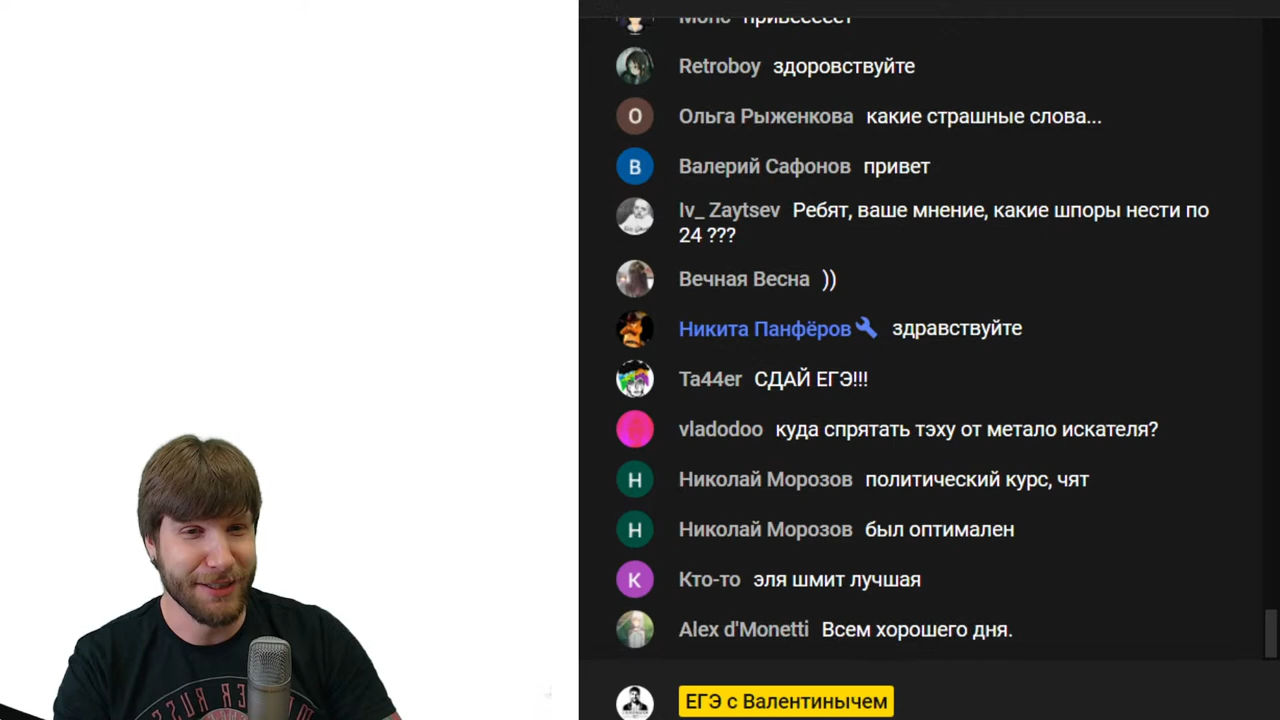 Retroboy здоровствуйте
О Ольга Рыженкова какие страшные слова...
В Валерий Сафонов привет
Iv_ Zaytsev Ребят, ваше мнение, какие шпоры нести по
24 ???
Вечная Весна ))
Никита Панфёров здравствуйте
Ta44er СДАЙ ЕГЭ!!!
vladodoo куда спрятать тэху от метало искателя?
Н Николай Морозов политический курс, чят
Н Николай Морозов был оптимален
К Кто-то эля шмит лучшая
Alex d'Monetti Всем хорошего дня.
ЕГЭ с Валентинычем